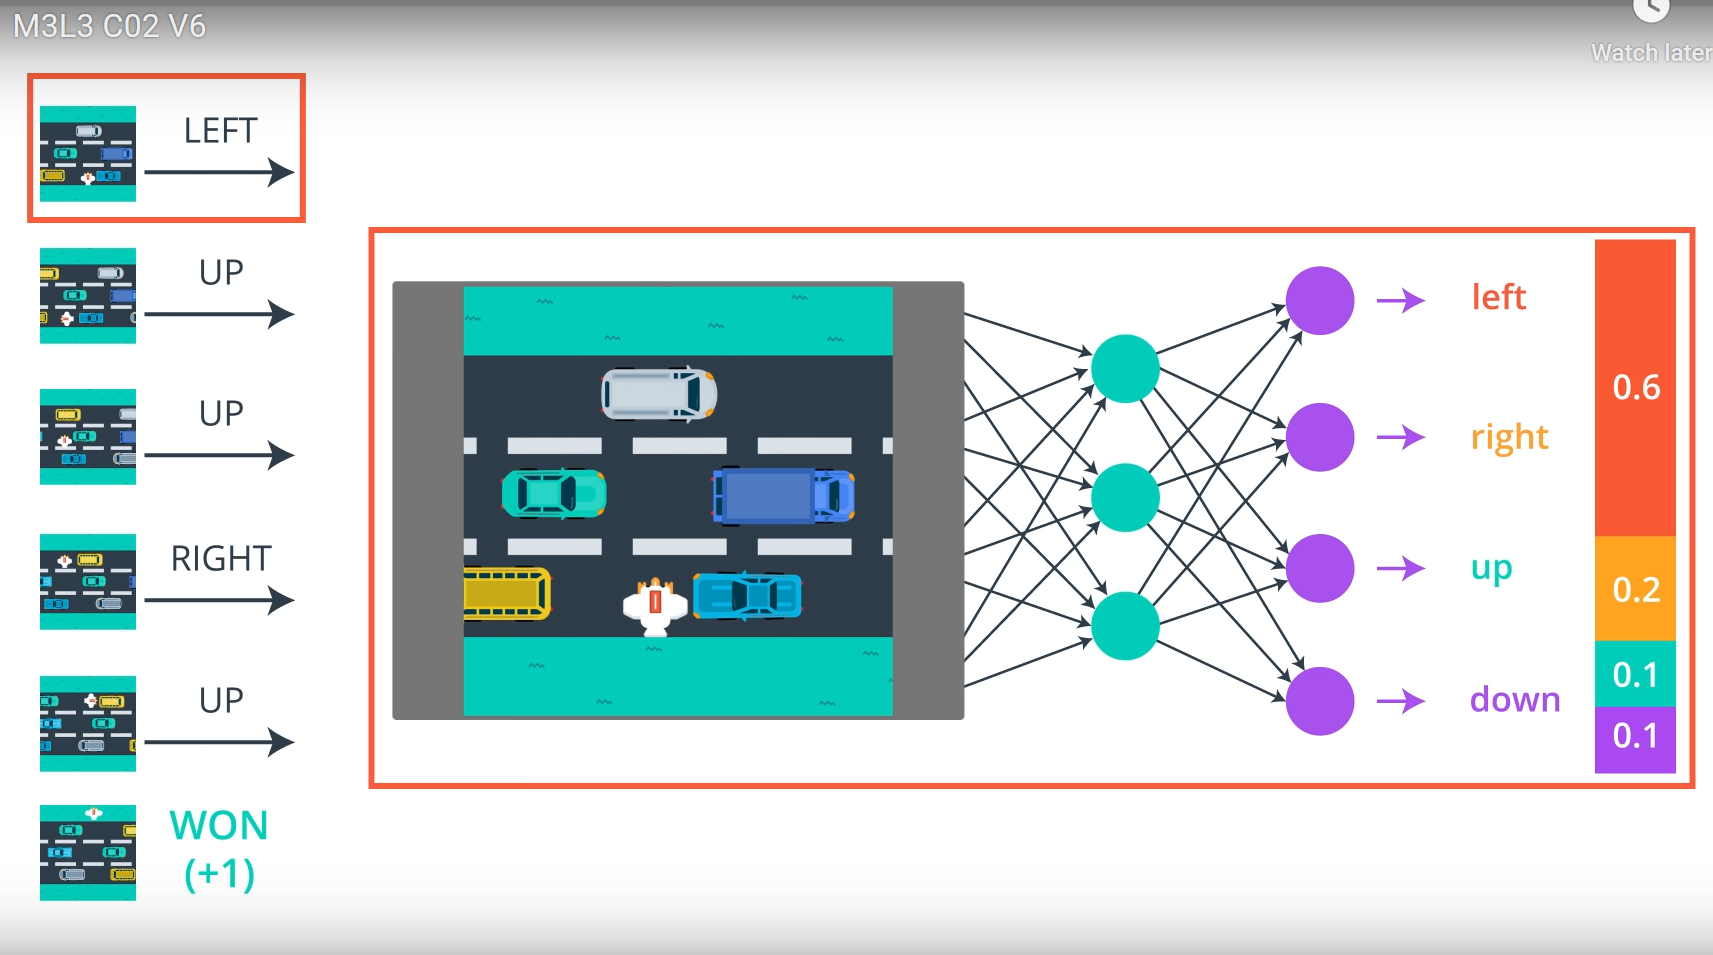 M3L3 C02 V6
Watch later
LEFT
UP
UP
RIGHT
UP
WON
(+1)
left
right
up
down
0.6
0.2
0.1
0.1